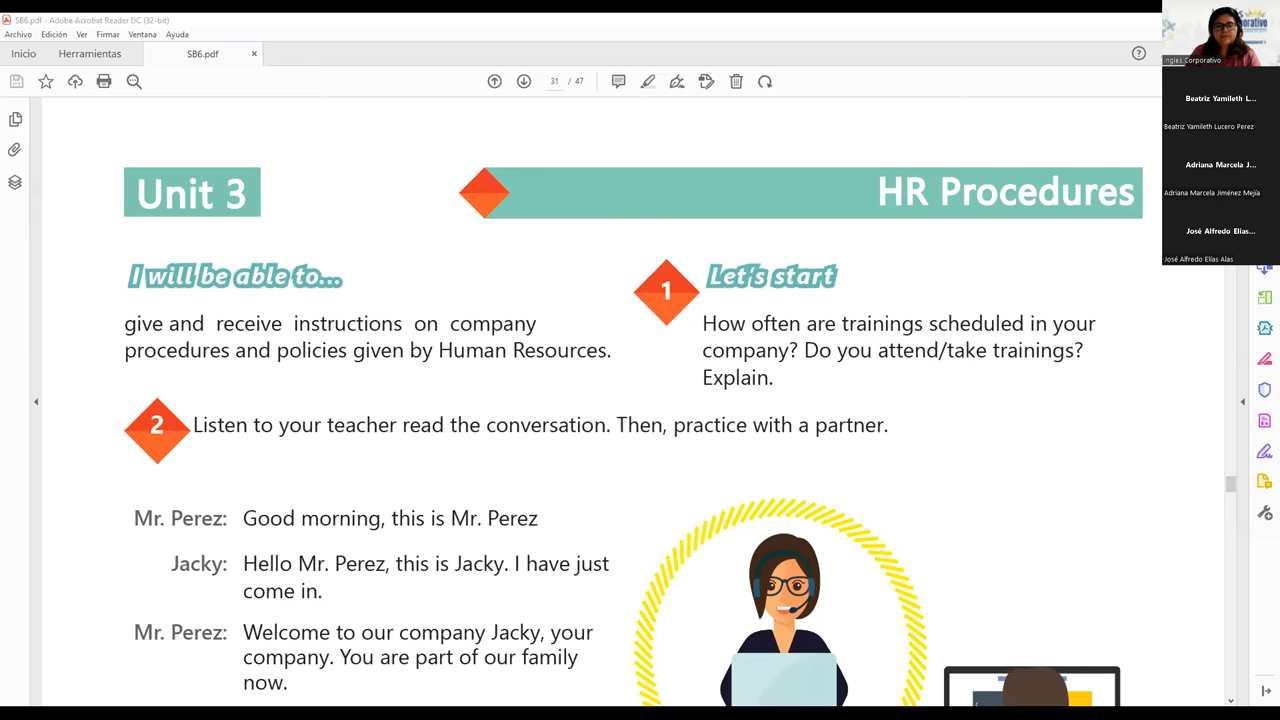 SB6.pdf - Adobe Acrobat Reader DC (32-bit)
Archivo Edición Ver Firmar Ventana Ayuda
Inicio Herramientas SB6.pdf ×
31 / 47
Ingles Corporativo
Beatriz Yamileth L...
Beatriz Yamileth Lucero Perez
Adriana Marcela J...
Adriana Marcela Jiménez Mejía
José Alfredo Elías...
José Alfredo Elías Alas
Unit 3
HR Procedures
I will be able to...
give and receive instructions on company
procedures and policies given by Human Resources.
1 Let's start
How often are trainings scheduled in your
company? Do you attend/take trainings?
Explain.
2 Listen to your teacher read the conversation. Then, practice with a partner.
Mr. Perez: Good morning, this is Mr. Perez
Jacky: Hello Mr. Perez, this is Jacky. I have just
come in.
Mr. Perez: Welcome to our company Jacky, your
company. You are part of our family
now.